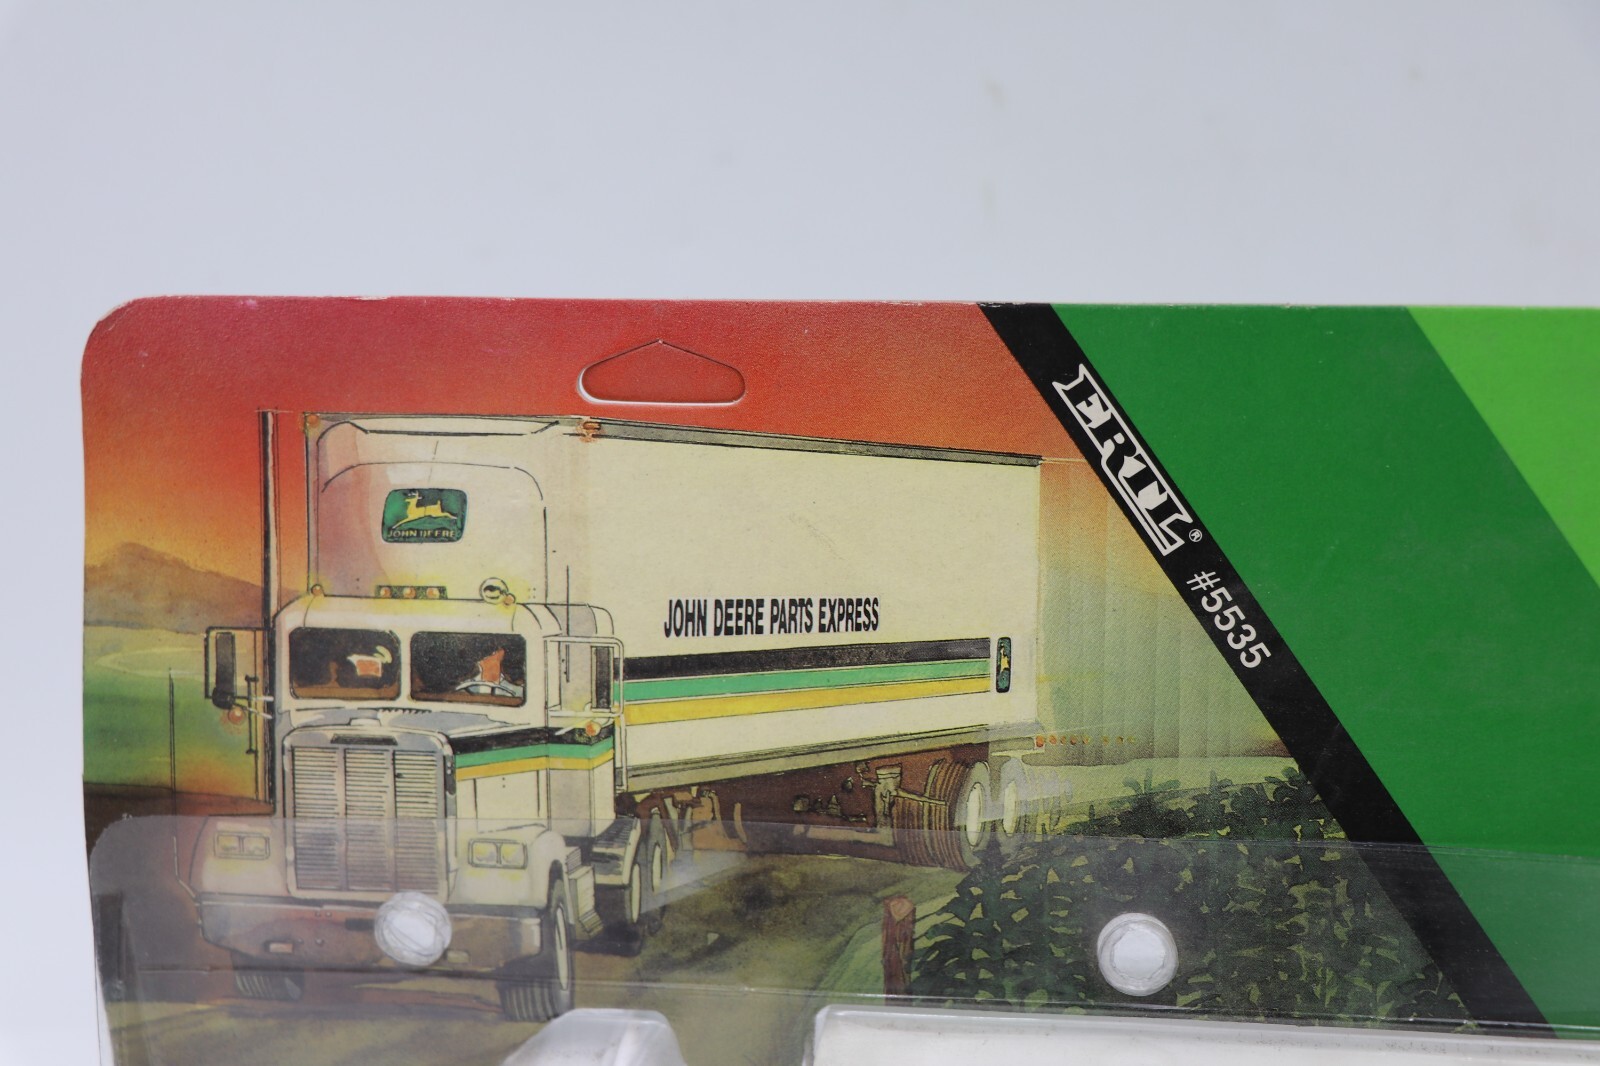 JOHN DEERE
JOHN DEERE PARTS EXPRESS
ERTL®
#5535